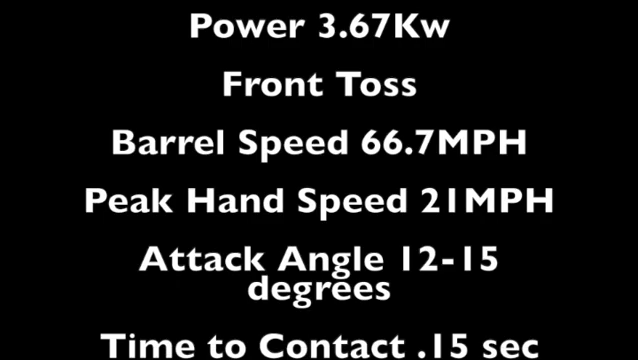 Power 3.67Kw
Front Toss
Barrel Speed 66.7MPH
Peak Hand Speed 21MPH
Attack Angle 12-15
degrees
Time to Contact .15 sec